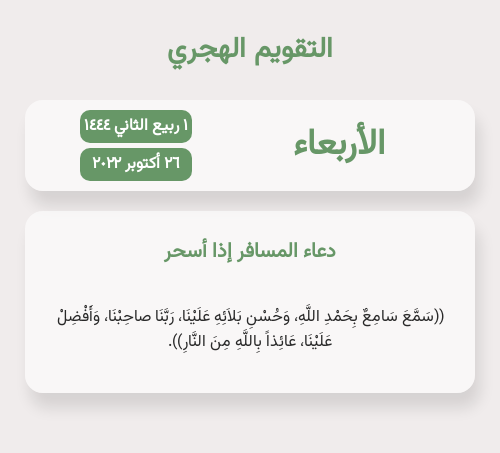 التقويم الهجري
الأربعاء
١ ربيع الثاني ١٤٤٤
٢٦ أكتوبر ٢٠٢٢
دعاء المسافر إذا أسحر
((سَمَّعَ سَامِعٌ بِحَمْدِ اللَّهِ، وَحُسْنِ بَلاَئِهِ عَلَيْنَا، رَبَّنَا صاحِبْنَا، وَأَفْضِلْ
عَلَيْنَا، عَائِذاً بِاللَّهِ مِنَ النَّارِ)).